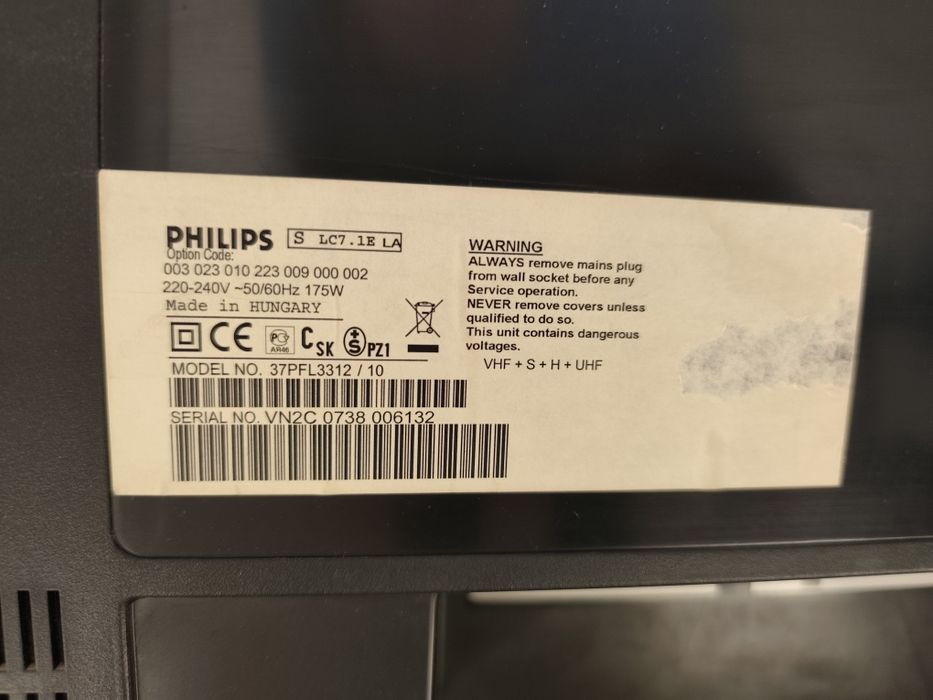 PHILIPS S LC7.1E LA
Option Code:
003 023 010 223 009 000 002
220-240V ~50/60Hz 175W
Made in HUNGARY
CE PC АЯ46 CSK +S PZ1
MODEL NO. 37PFL3312 / 10
SERIAL NO. VN2C 0738 006132
WARNING
ALWAYS remove mains plug
from wall socket before any
Service operation.
NEVER remove covers unless
qualified to do so.
This unit contains dangerous
voltages.
VHF + S + H + UHF